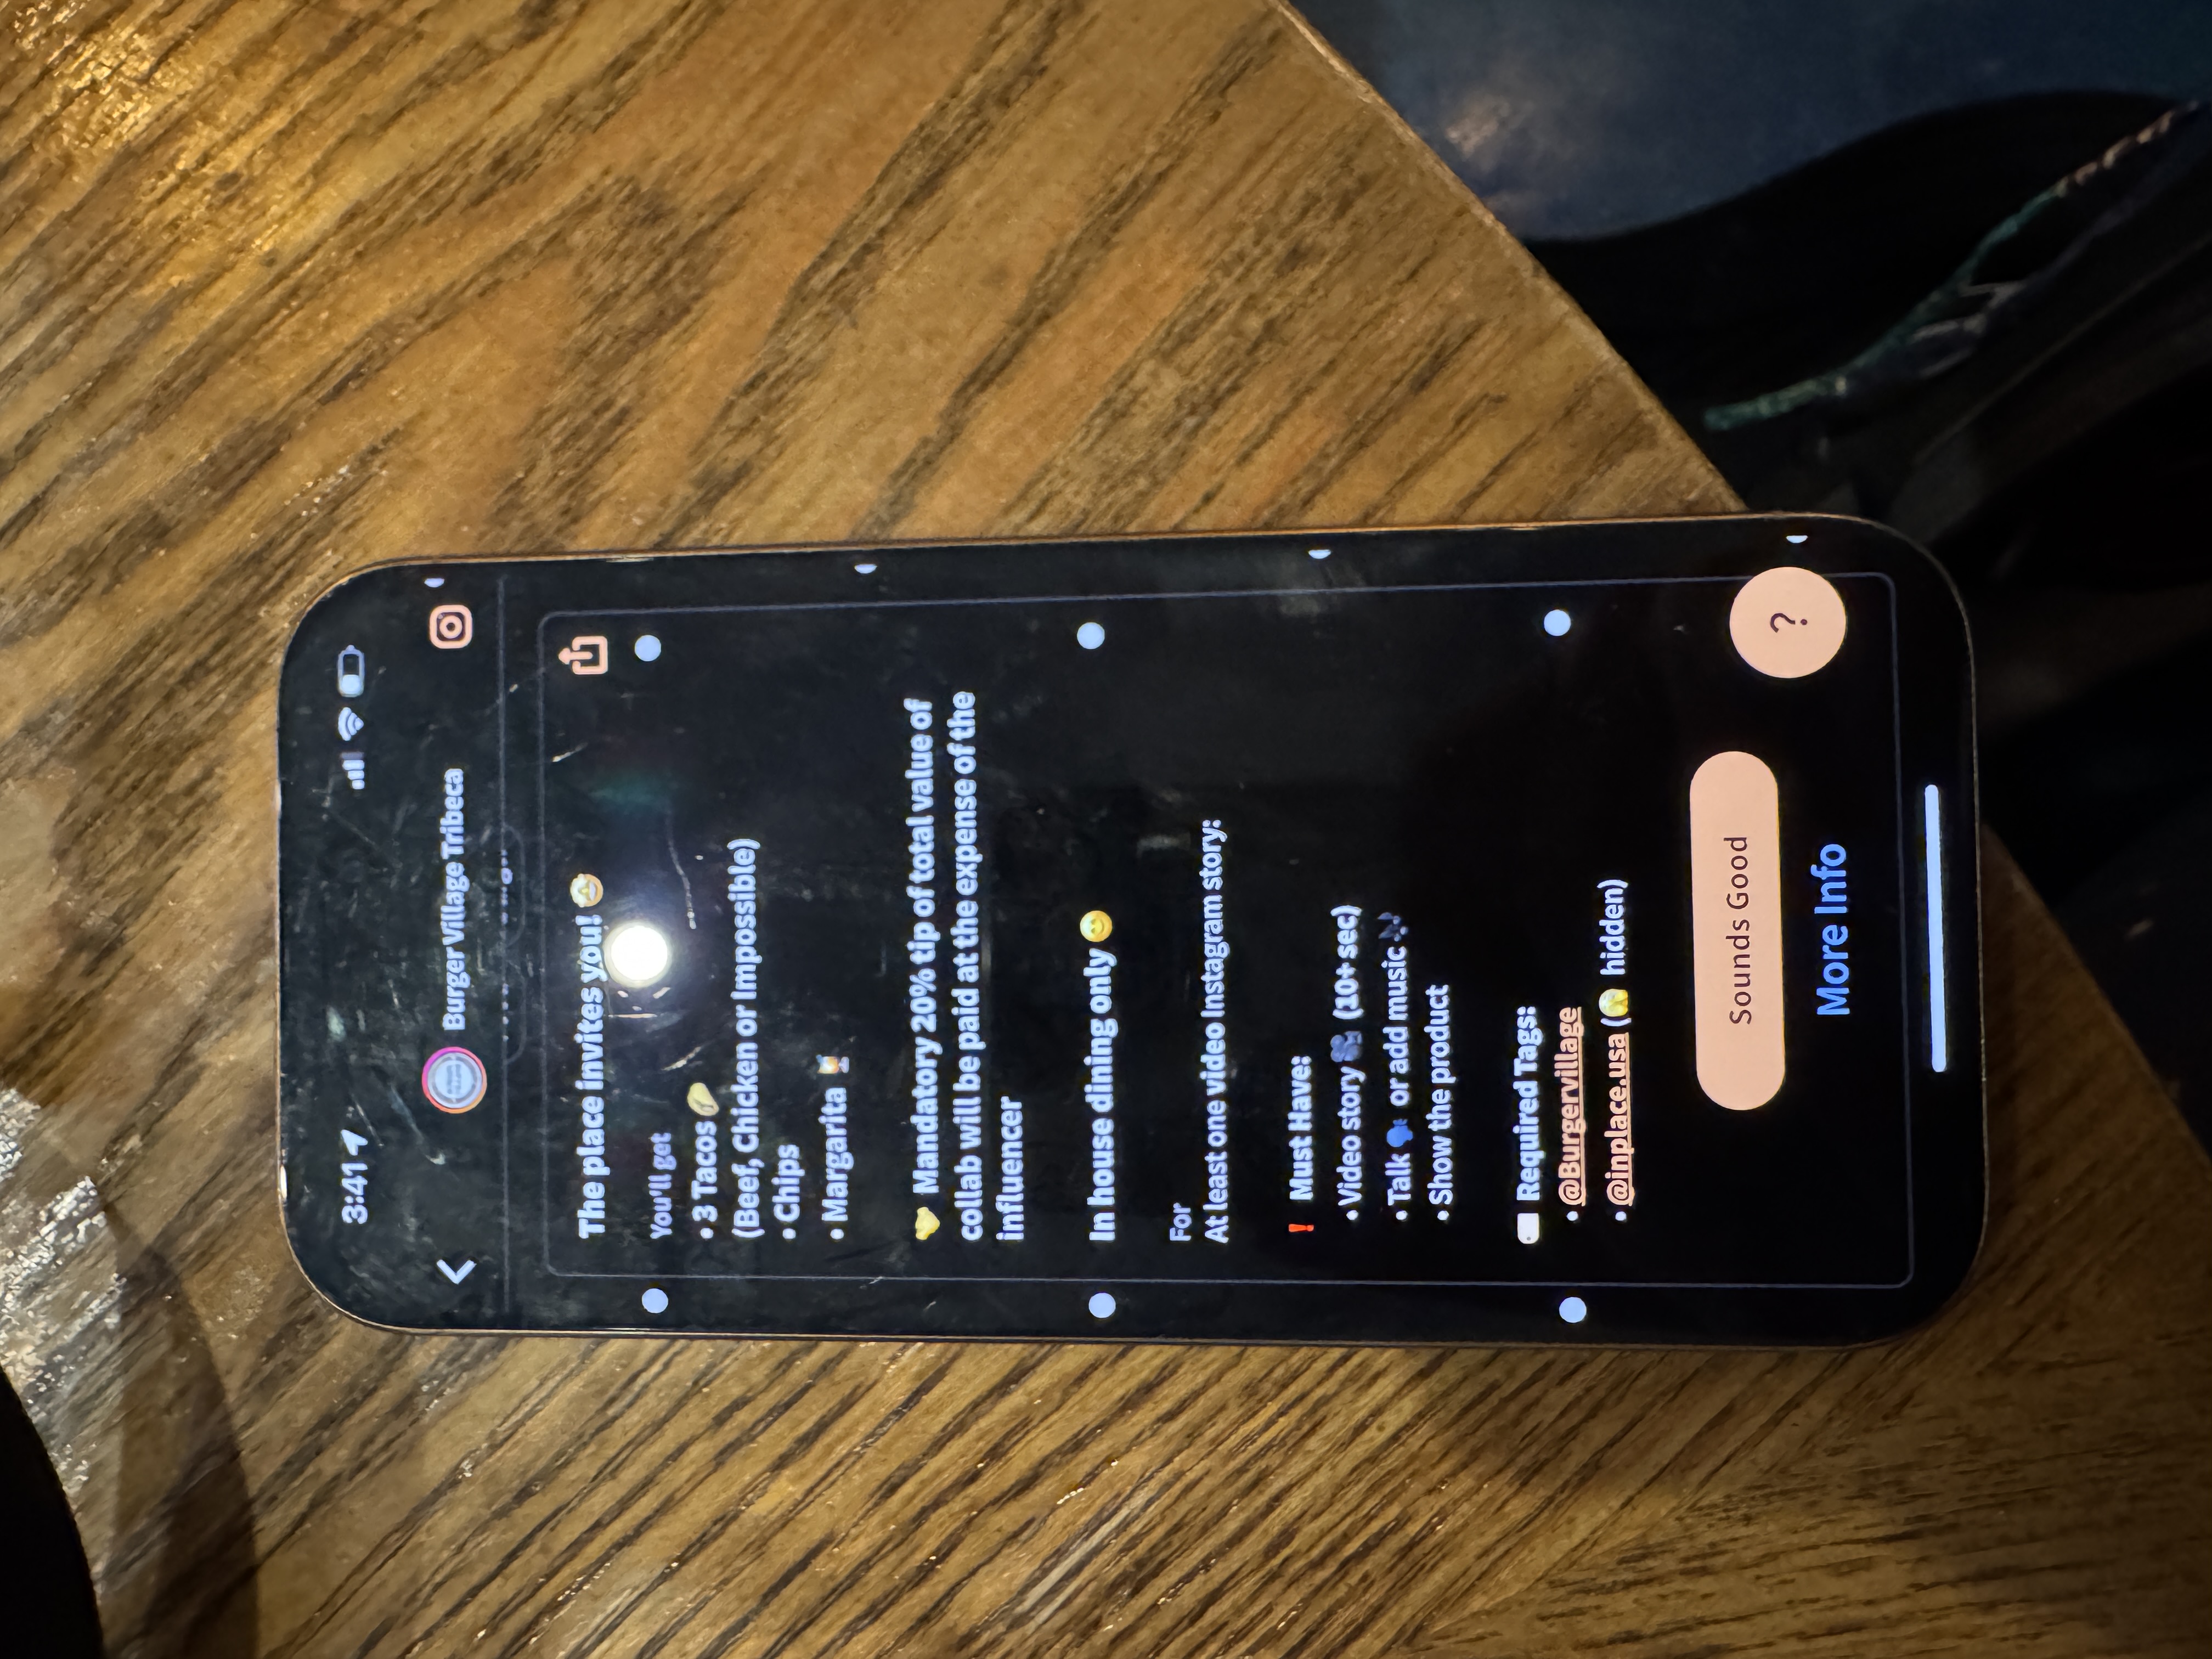 3:41
Burger Village Tribeca
The place invites you! 🤩
You'll get
• 3 Tacos 🌮
(Beef, Chicken or Impossible)
• Chips
• Margarita 🍹
🤝 Mandatory 20% tip of total value of
collab will be paid at the expense of the
influencer
In house dining only 😊
For
At least one video Instagram story:
❗ Must Have:
• Video story 🎥 (10+ sec)
• Talk 🗣 or add music 🎶
• Show the product
🏷 Required Tags:
• @Burgervillage
• @inplace.usa (🫣 hidden)
Sounds Good
?
More Info